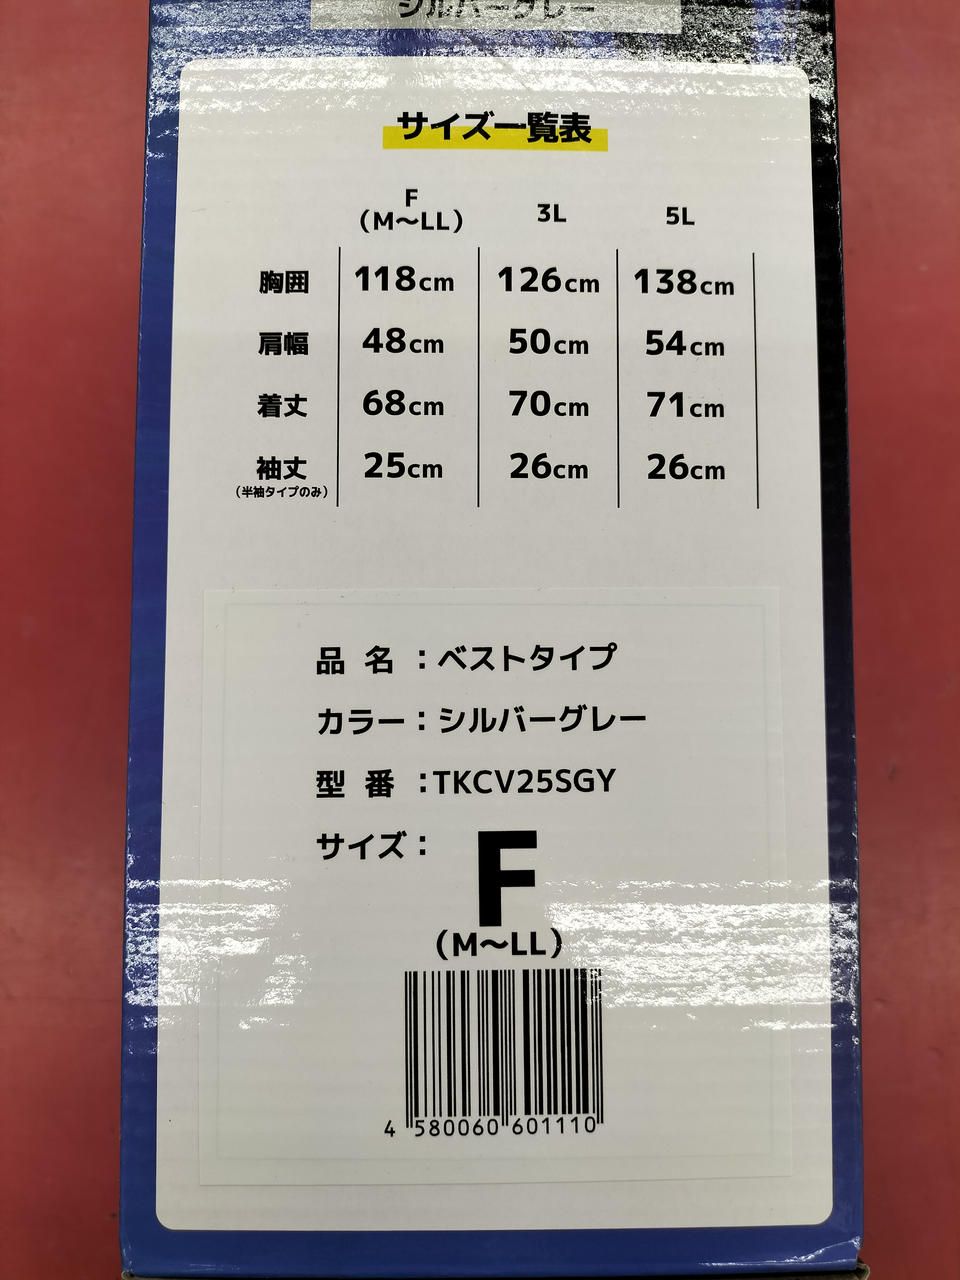 シルバーグレー
サイズ一覧表
F
（M〜LL） 3L 5L
胸囲 118cm 126cm 138cm
肩幅 48cm 50cm 54cm
着丈 68cm 70cm 71cm
袖丈 25cm 26cm 26cm
（半袖タイプのみ）
品名：ベストタイプ
カラー：シルバーグレー
型番：TKCV25SGY
サイズ：F
（M〜LL）
4 580060 601110